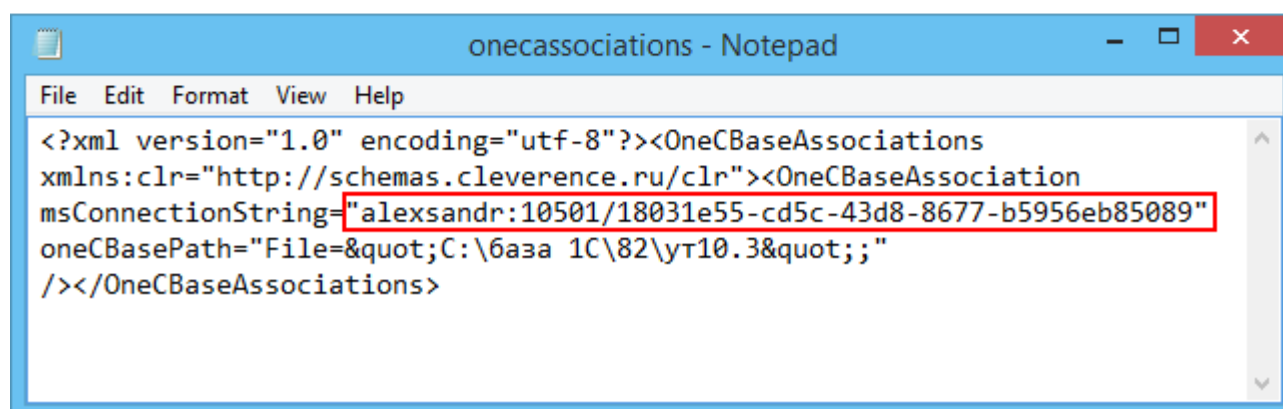 onecassociations - Notepad
File Edit Format View Help
<?xml version="1.0" encoding="utf-8"?><OneCBaseAssociations
xmlns:clr="http://schemas.cleverence.ru/clr"><OneCBaseAssociation
msConnectionString="alexsandr:10501/18031e55-cd5c-43d8-8677-b5956eb85089"
oneCBasePath="File=&quot;C:\база 1С\82\ут10.3&quot;;"
/></OneCBaseAssociations>